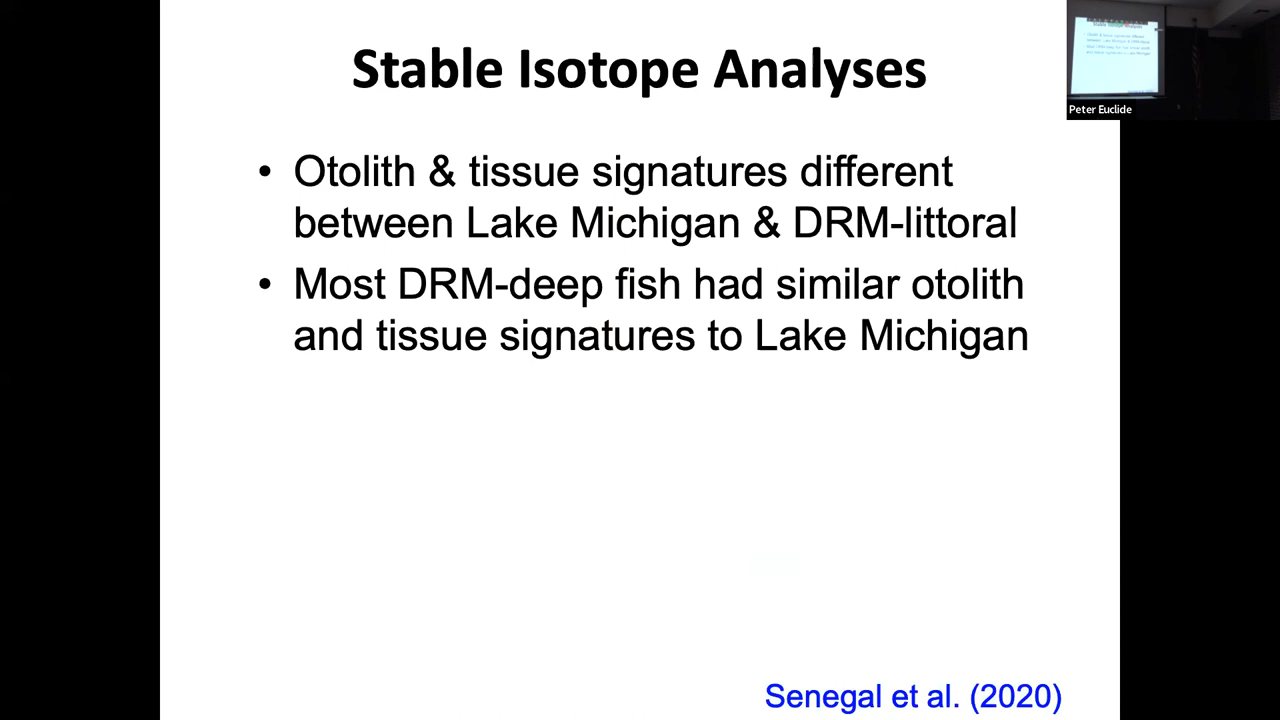 Stable Isotope Analyses
• Otolith & tissue signatures different
between Lake Michigan & DRM-littoral
• Most DRM-deep fish had similar otolith
and tissue signatures to Lake Michigan
Senegal et al. (2020)
Peter Euclide